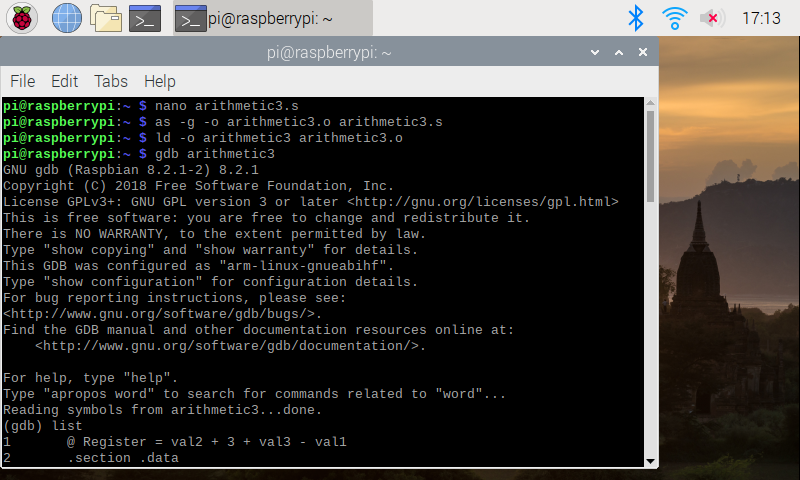 pi@raspberrypi: ~
17:13
pi@raspberrypi: ~
File Edit Tabs Help
pi@raspberrypi:~ $ nano arithmetic3.s
pi@raspberrypi:~ $ as -g -o arithmetic3.o arithmetic3.s
pi@raspberrypi:~ $ ld -o arithmetic3 arithmetic3.o
pi@raspberrypi:~ $ gdb arithmetic3
GNU gdb (Raspbian 8.2.1-2) 8.2.1
Copyright (C) 2018 Free Software Foundation, Inc.
License GPLv3+: GNU GPL version 3 or later <http://gnu.org/licenses/gpl.html>
This is free software: you are free to change and redistribute it.
There is NO WARRANTY, to the extent permitted by law.
Type "show copying" and "show warranty" for details.
This GDB was configured as "arm-linux-gnueabihf".
Type "show configuration" for configuration details.
For bug reporting instructions, please see:
<http://www.gnu.org/software/gdb/bugs/>.
Find the GDB manual and other documentation resources online at:
    <http://www.gnu.org/software/gdb/documentation/>.

For help, type "help".
Type "apropos word" to search for commands related to "word"...
Reading symbols from arithmetic3...done.
(gdb) list
1       @ Register = val2 + 3 + val3 - val1
2       .section .data